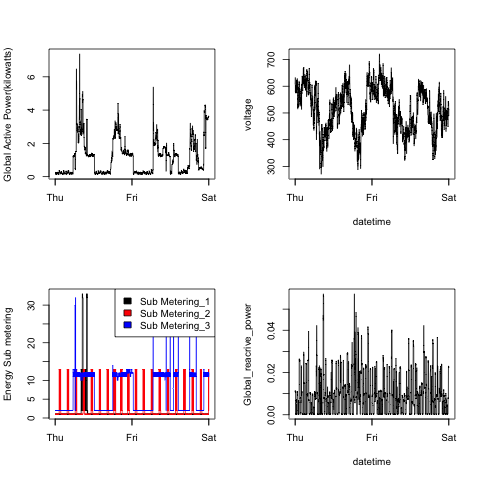 Global Active Power(kilowatts)
0 2 4 6
Thu Fri Sat
voltage
300 400 500 600 700
Thu Fri Sat
datetime
Energy Sub metering
0 5 10 20 30
Sub Metering_1
Sub Metering_2
Sub Metering_3
Thu Fri Sat
Global_reacrive_power
0.00 0.02 0.04
Thu Fri Sat
datetime